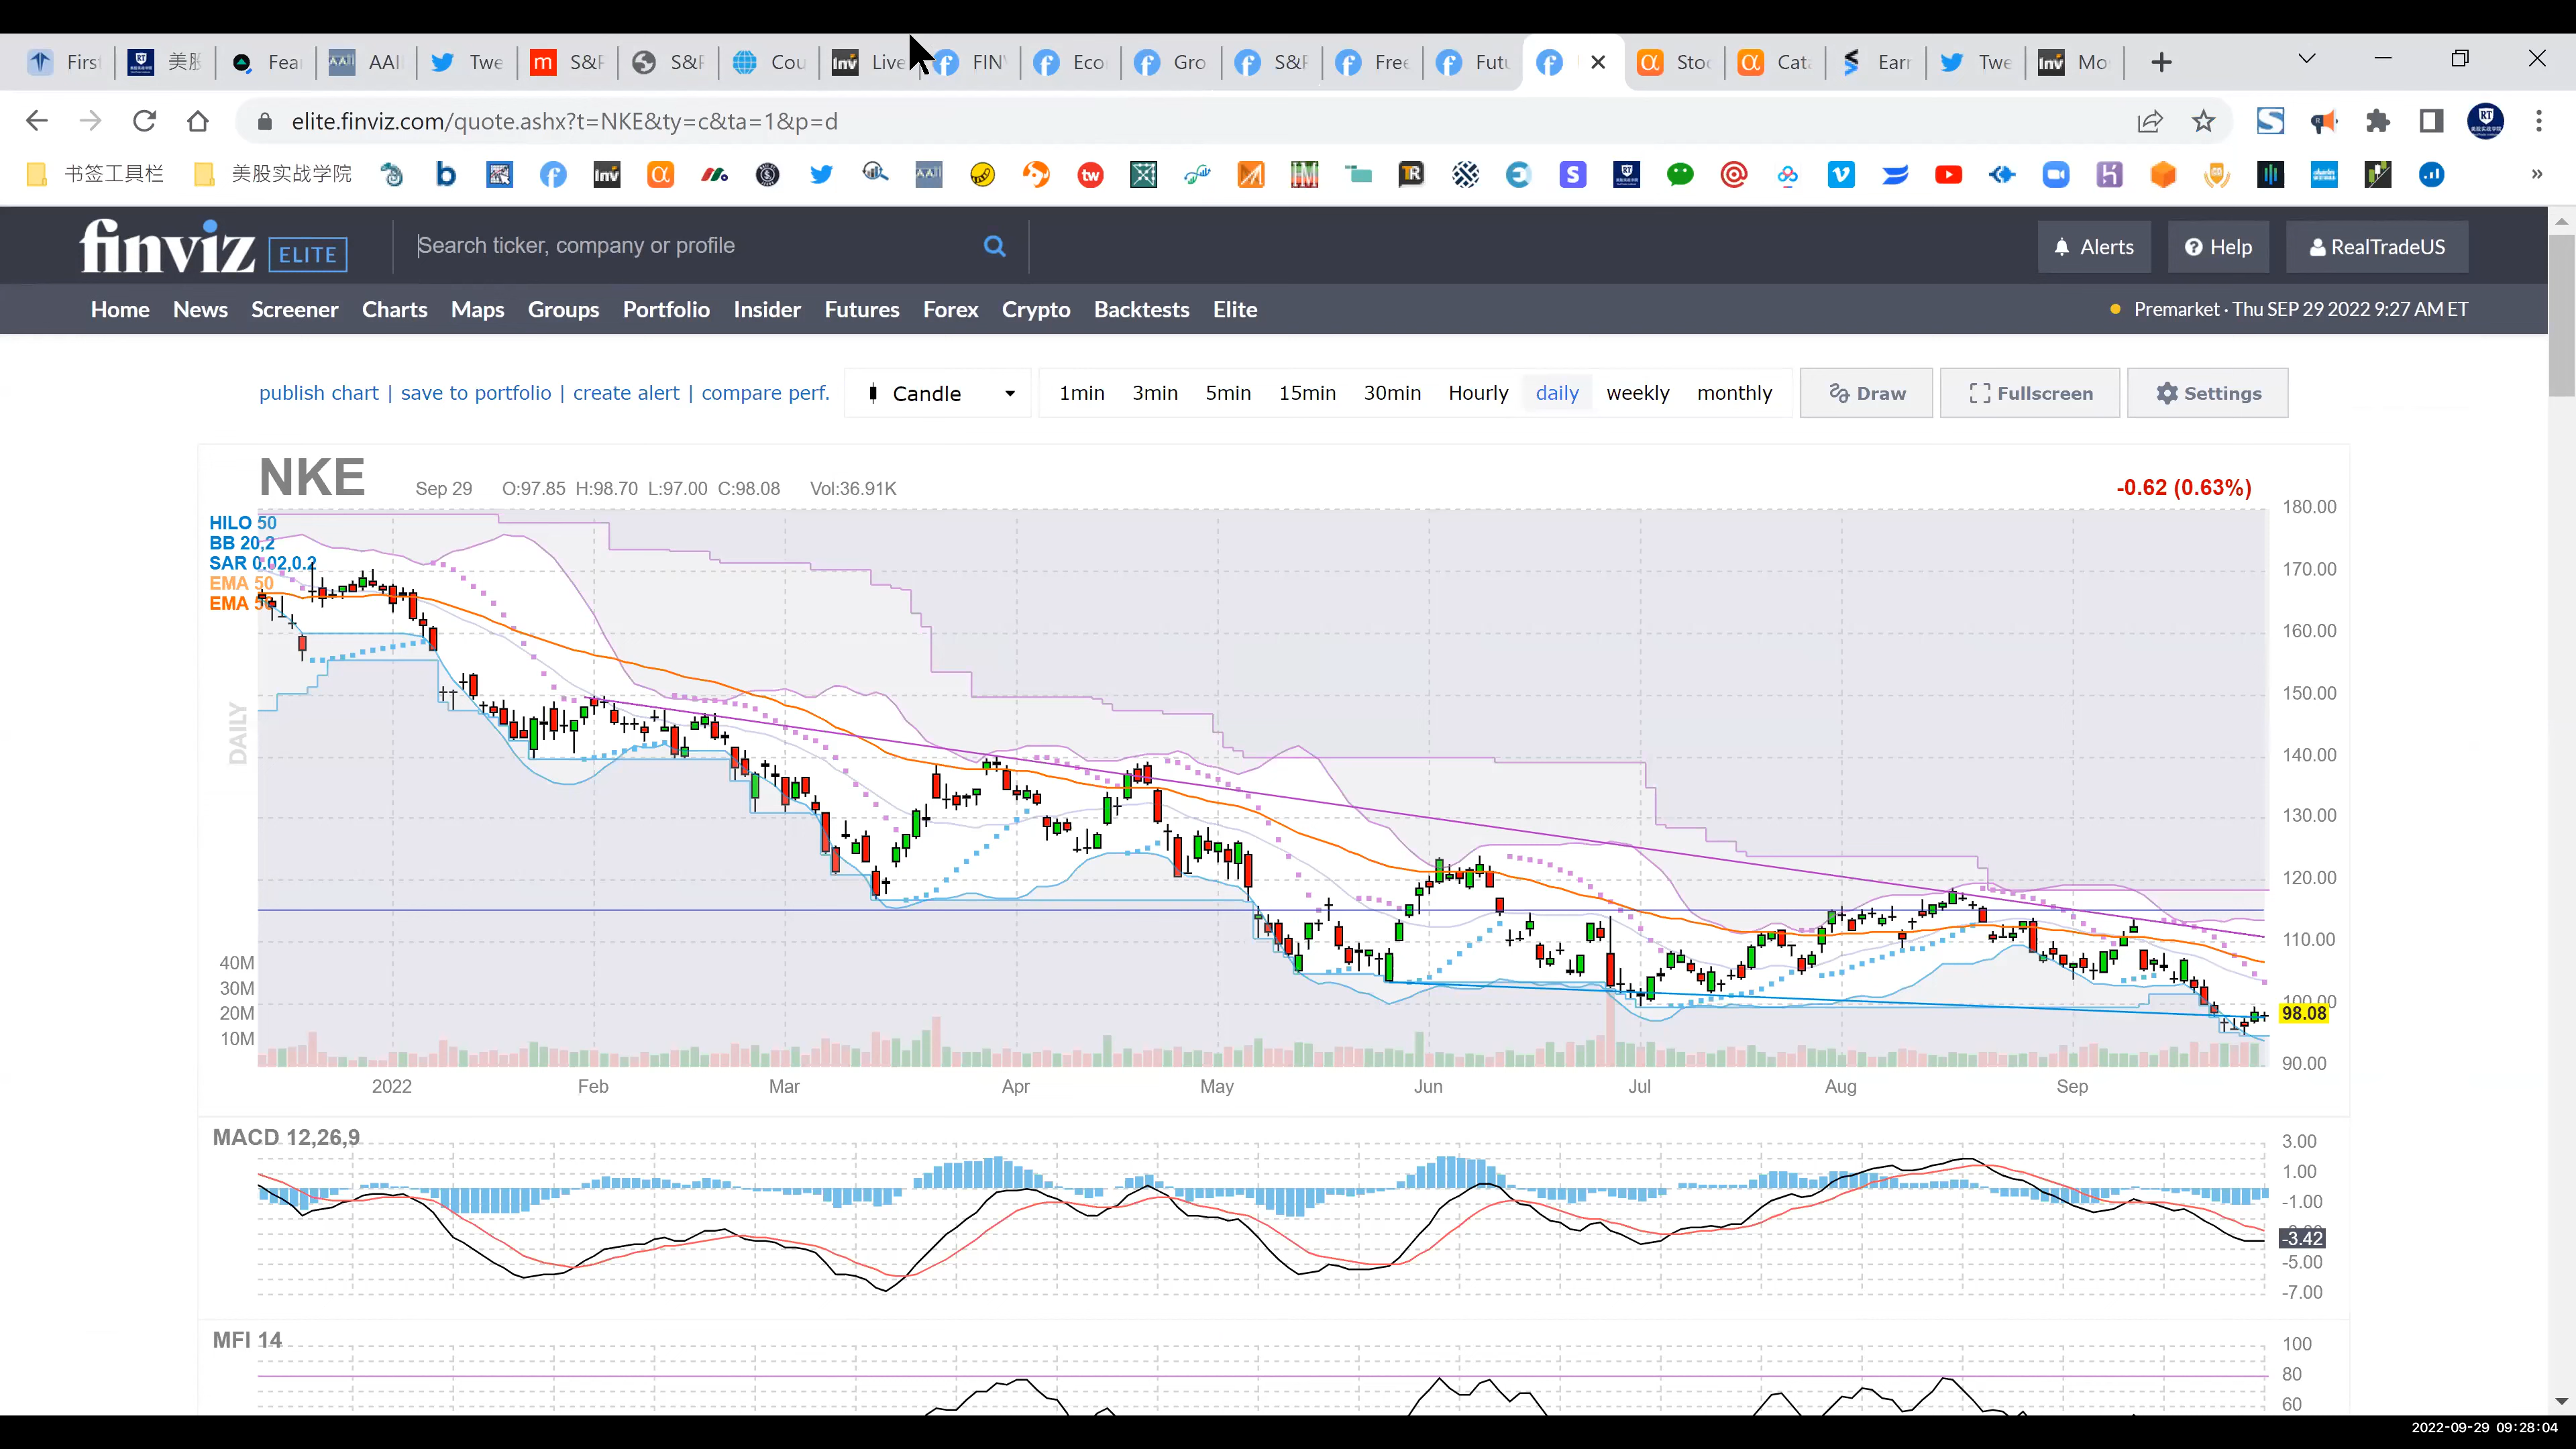 First
美股
Fear
AAI
Twe
S&P
S&P
Cou
Live
FIN
Eco
Gro
S&P
Free
Futu
Stoc
Cata
Earn
Twe
Mo
elite.finviz.com/quote.ashx?t=NKE&ty=c&ta=1&p=d
书签工具栏 美股实战学院
finviz ELITE
Search ticker, company or profile
Alerts Help RealTradeUS
Home News Screener Charts Maps Groups Portfolio Insider Futures Forex Crypto Backtests Elite
Premarket · Thu SEP 29 2022 9:27 AM ET
publish chart | save to portfolio | create alert | compare perf.
Candle
1min 3min 5min 15min 30min Hourly daily weekly monthly
Draw Fullscreen Settings
NKE Sep 29 O:97.85 H:98.70 L:97.00 C:98.08 Vol:36.91K
-0.62 (0.63%)
HILO 50
BB 20,2
SAR 0.02,0.2
EMA 50
EMA 50
DAILY
180.00
170.00
160.00
150.00
140.00
130.00
120.00
110.00
100.00
98.08
90.00
40M
30M
20M
10M
2022 Feb Mar Apr May Jun Jul Aug Sep
MACD 12,26,9
3.00
1.00
-1.00
-3.42
-5.00
-7.00
MFI 14
100
80
60
2022-09-29 09:28:04